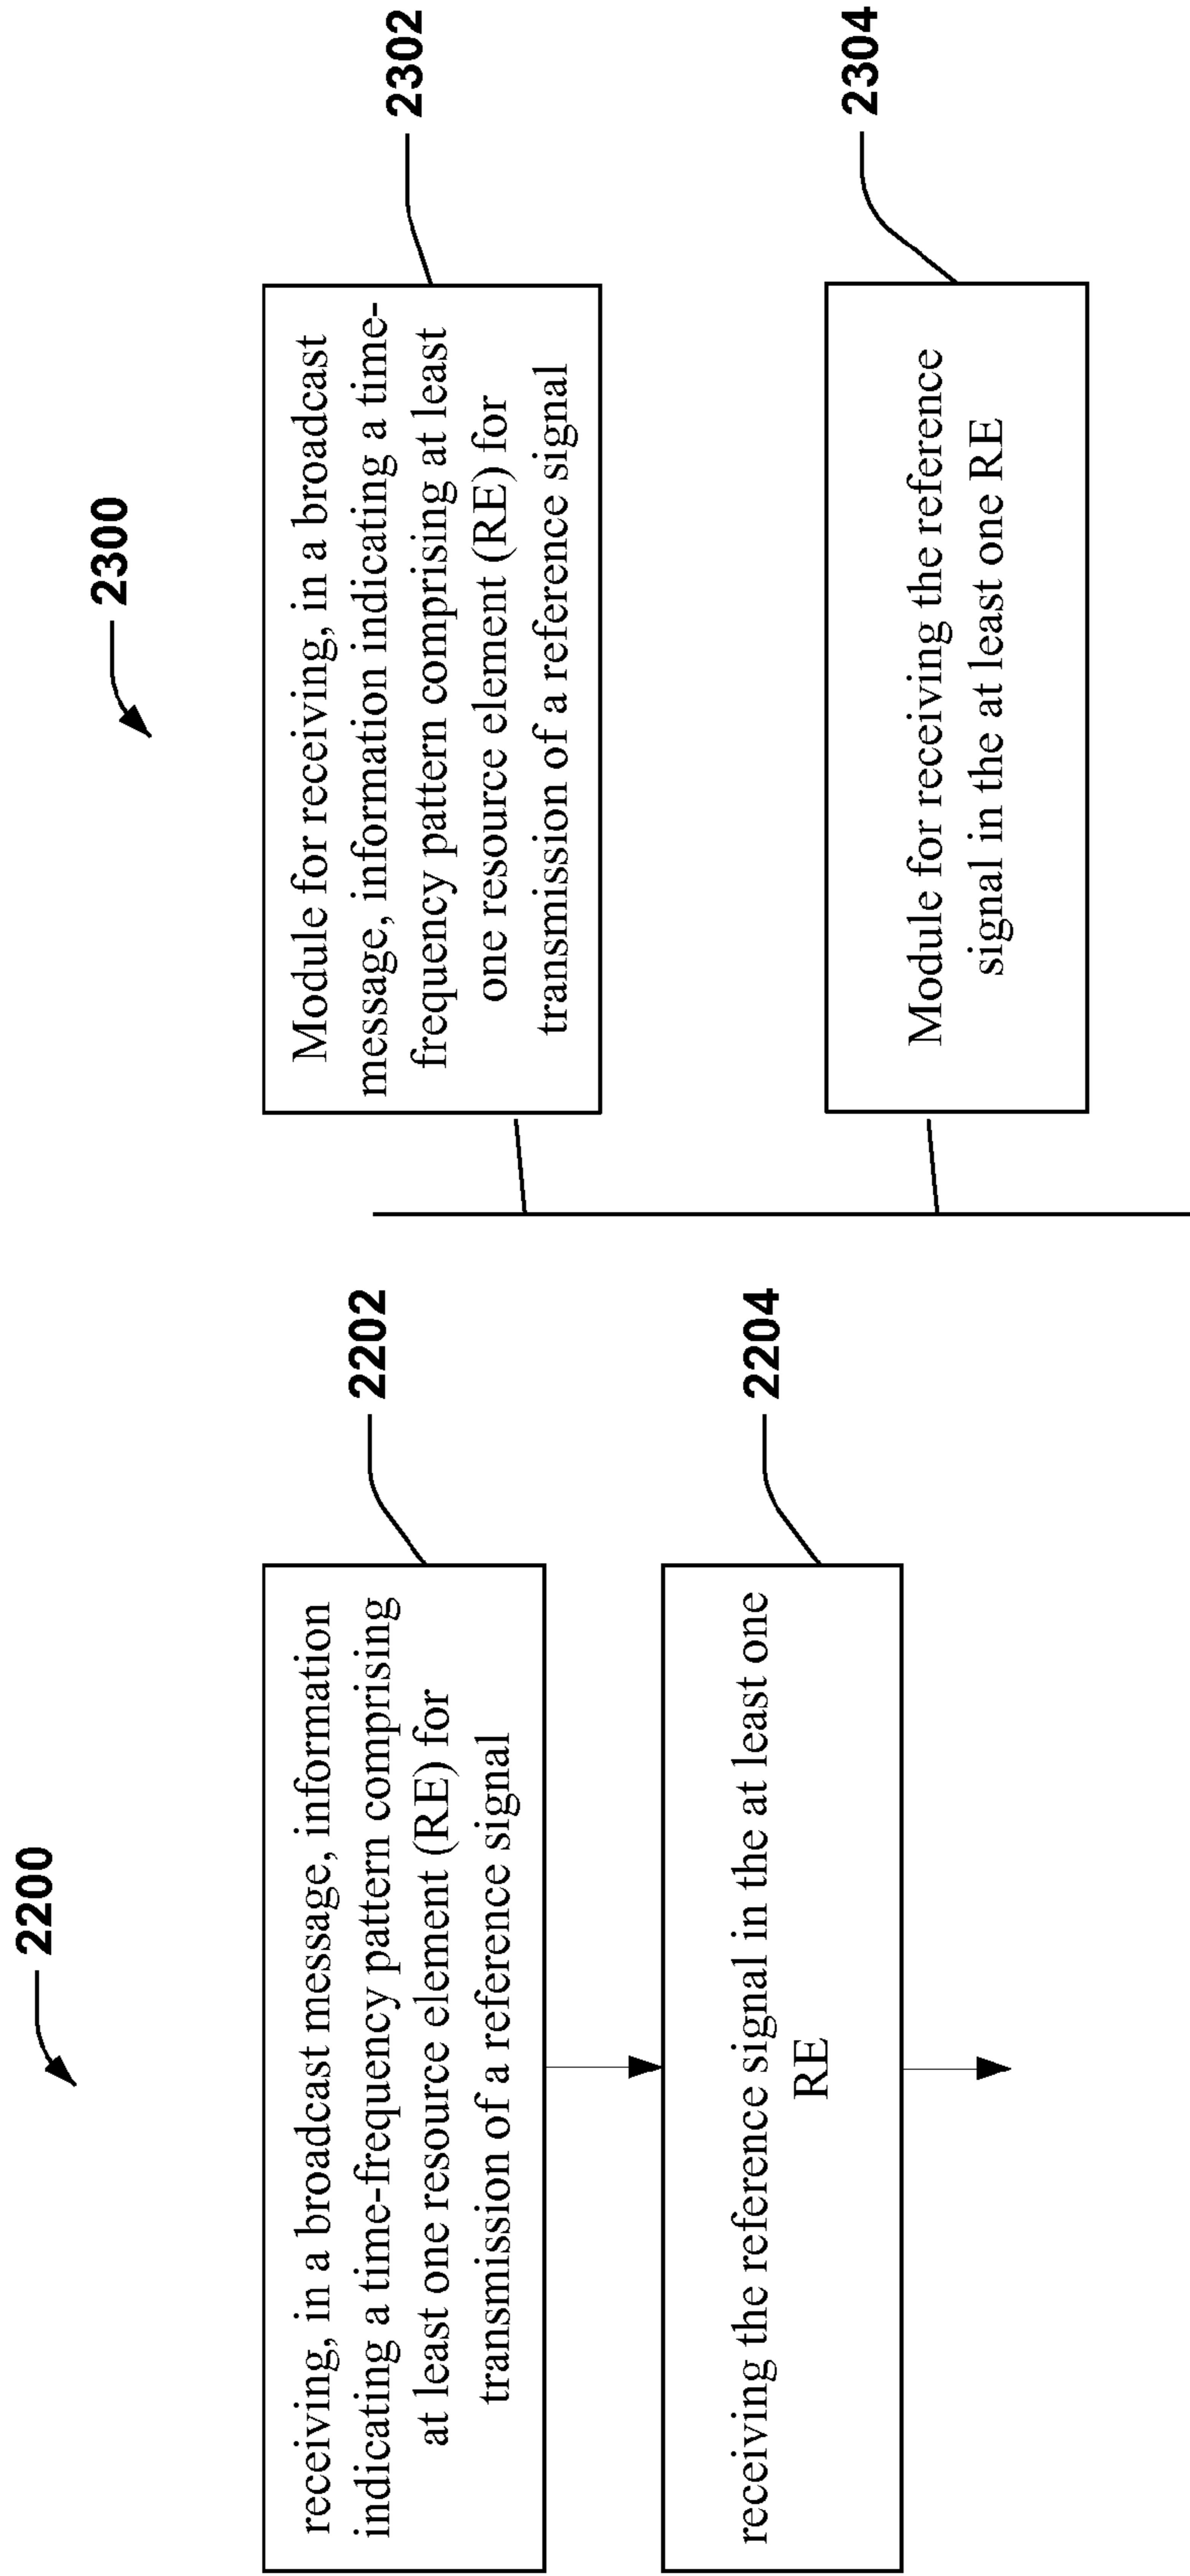 2200
receiving, in a broadcast message, information
indicating a time-frequency pattern comprising
at least one resource element (RE) for
transmission of a reference signal
2202
receiving the reference signal in the at least one
RE
2204
2300
Module for receiving, in a broadcast
message, information indicating a time-
frequency pattern comprising at least
one resource element (RE) for
transmission of a reference signal
2302
Module for receiving the reference
signal in the at least one RE
2304